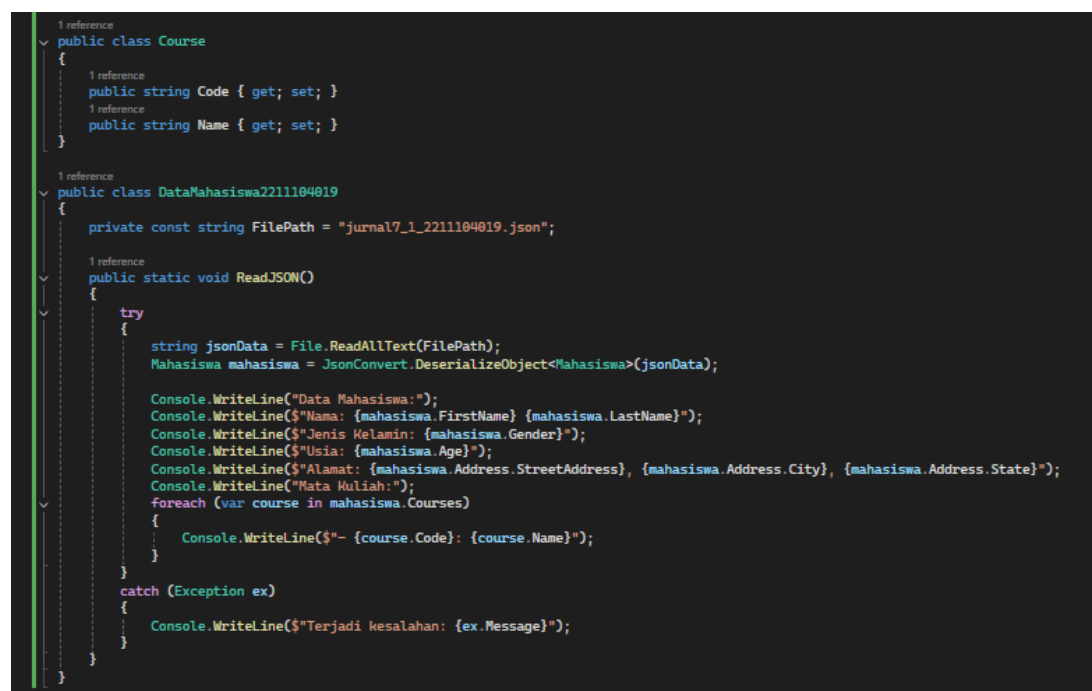 1 reference
public class Course
{
1 reference
public string Code { get; set; }
1 reference
public string Name { get; set; }
}
1 reference
public class DataMahasiswa2211104019
{
private const string FilePath = "jurnal7_1_2211104019.json";
1 reference
public static void ReadJSON()
{
try
{
string jsonData = File.ReadAllText(FilePath);
Mahasiswa mahasiswa = JsonConvert.DeserializeObject<Mahasiswa>(jsonData);
Console.WriteLine("Data Mahasiswa:");
Console.WriteLine($"Nama: {mahasiswa.FirstName} {mahasiswa.LastName}");
Console.WriteLine($"Jenis Kelamin: {mahasiswa.Gender}");
Console.WriteLine($"Usia: {mahasiswa.Age}");
Console.WriteLine($"Alamat: {mahasiswa.Address.StreetAddress}, {mahasiswa.Address.City}, {mahasiswa.Address.State}");
Console.WriteLine("Mata Kuliah:");
foreach (var course in mahasiswa.Courses)
{
Console.WriteLine($"- {course.Code}: {course.Name}");
}
}
catch (Exception ex)
{
Console.WriteLine($"Terjadi kesalahan: {ex.Message}");
}
}
}